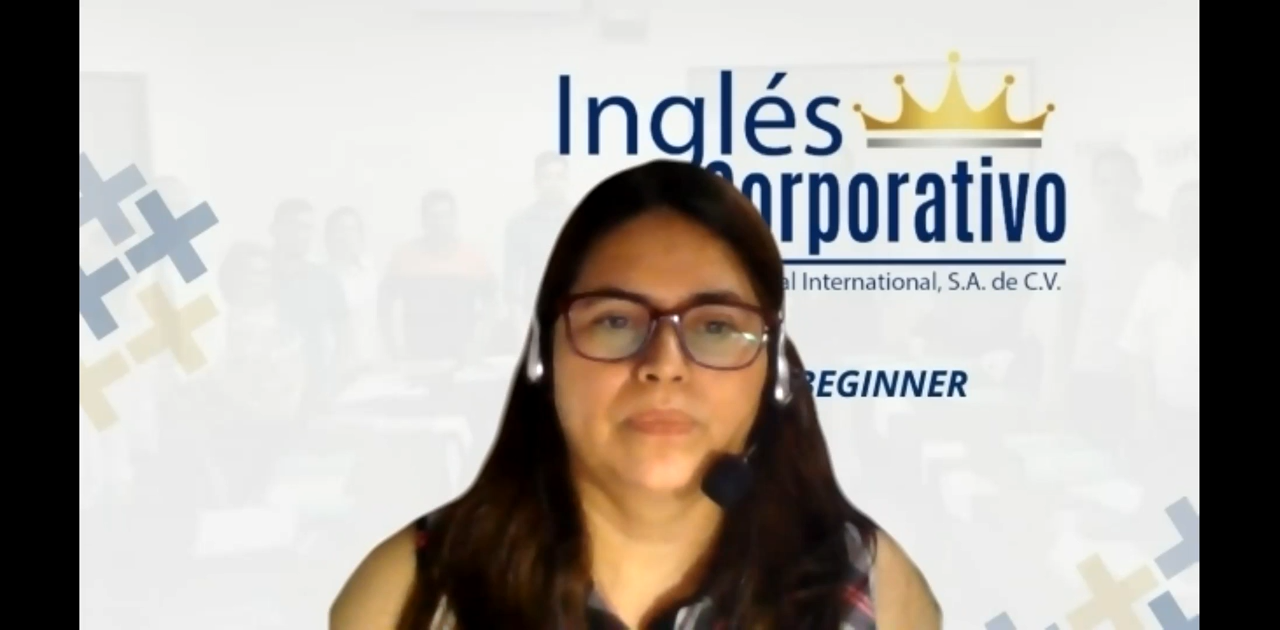 Inglés
orporativo
al International, S.A. de C.V.
BEGINNER